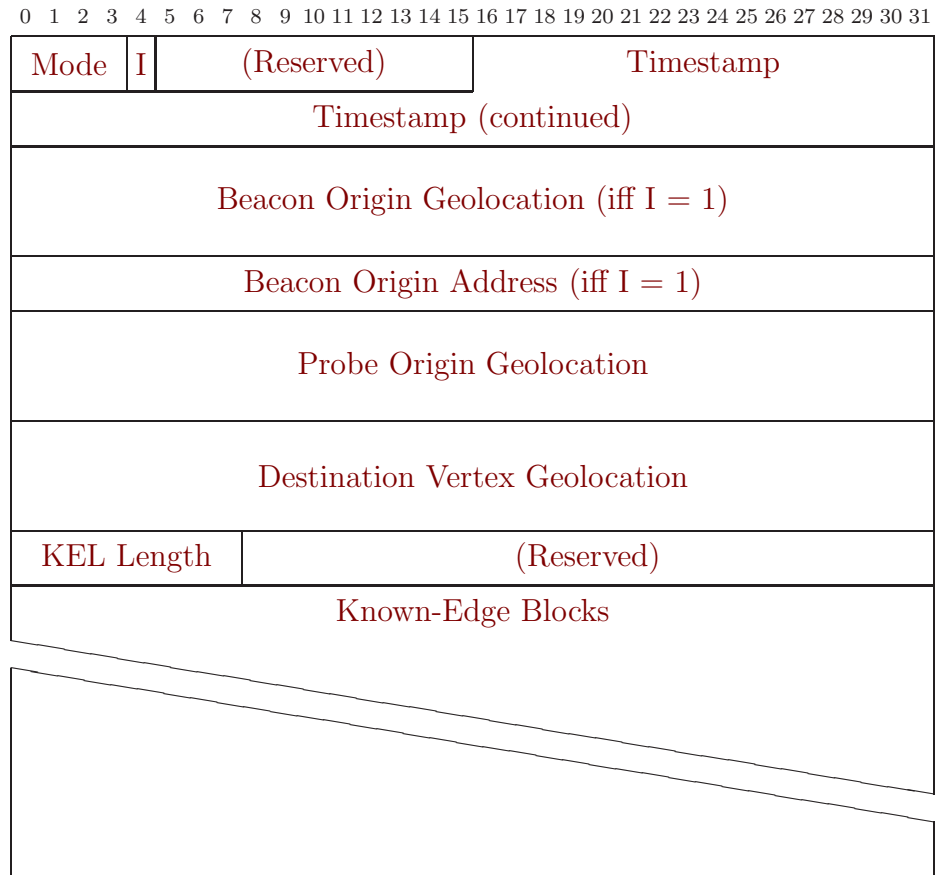 0 1 2 3 4 5 6 7 8 9 10 11 12 13 14 15 16 17 18 19 20 21 22 23 24 25 26 27 28 29 30 31
Mode I (Reserved) Timestamp
Timestamp (continued)
Beacon Origin Geolocation (iff I = 1)
Beacon Origin Address (iff I = 1)
Probe Origin Geolocation
Destination Vertex Geolocation
KEL Length (Reserved)
Known-Edge Blocks